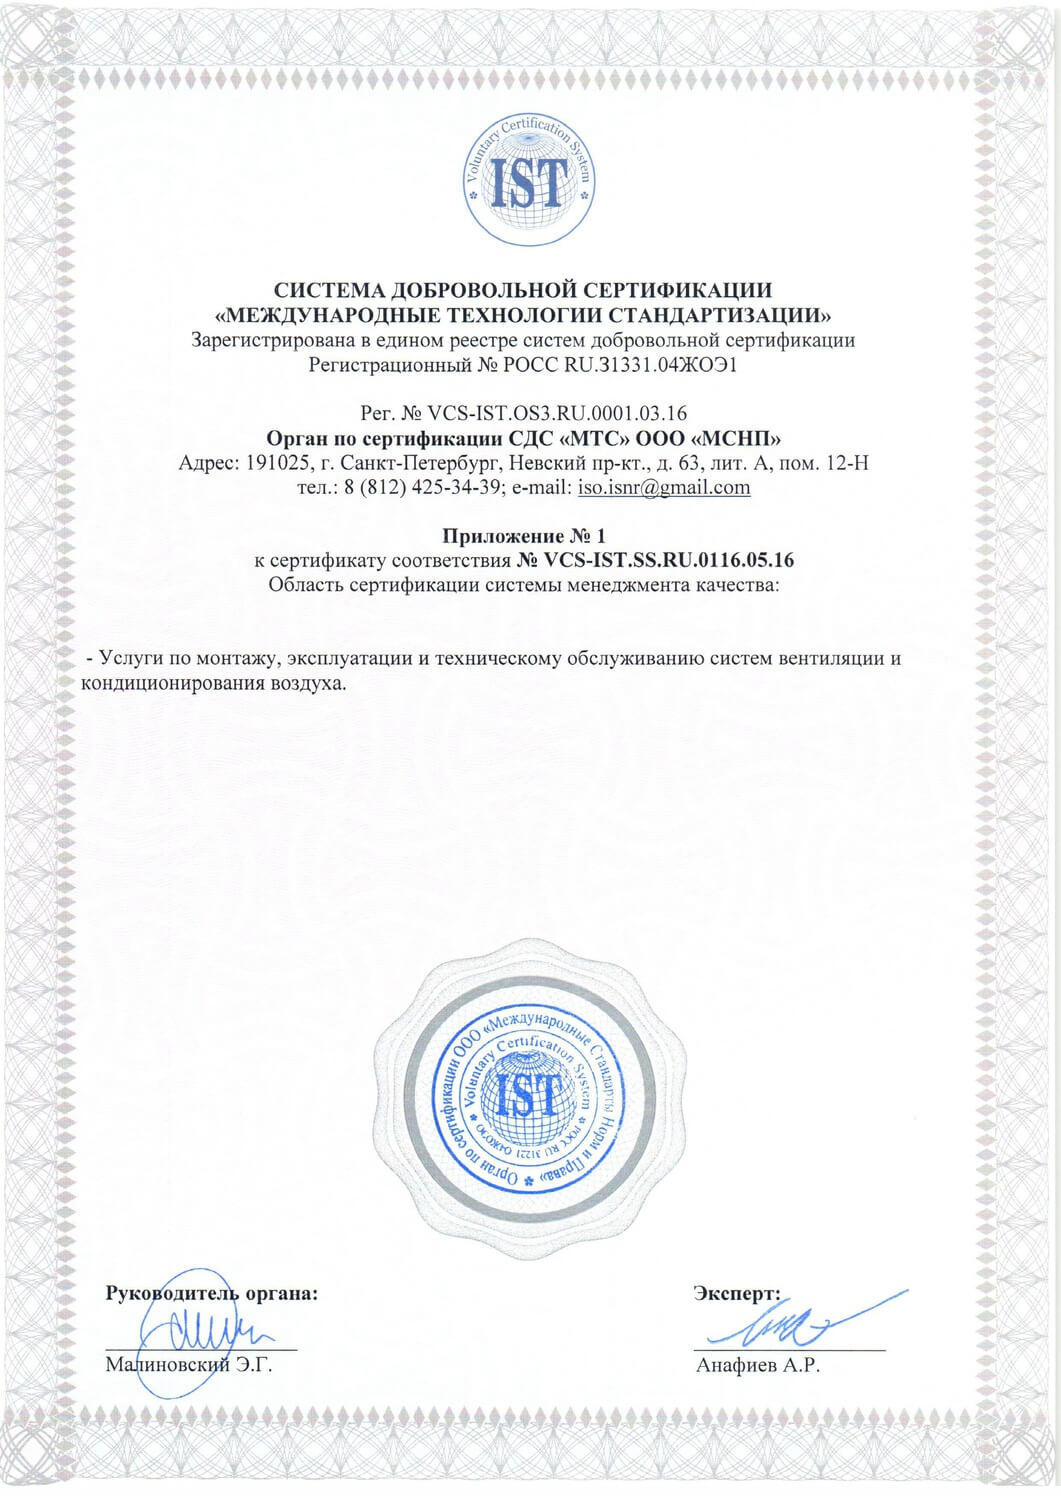 Voluntary Certification System
IST
СИСТЕМА ДОБРОВОЛЬНОЙ СЕРТИФИКАЦИИ
«МЕЖДУНАРОДНЫЕ ТЕХНОЛОГИИ СТАНДАРТИЗАЦИИ»
Зарегистрирована в едином реестре систем добровольной сертификации
Регистрационный № РОСС RU.31331.04ЖОЭ1
Рег. № VCS-IST.OS3.RU.0001.03.16
Орган по сертификации СДС «МТС» ООО «МСНП»
Адрес: 191025, г. Санкт-Петербург, Невский пр-кт., д. 63, лит. А, пом. 12-Н
тел.: 8 (812) 425-34-39; e-mail: iso.isnr@gmail.com
Приложение № 1
к сертификату соответствия № VCS-IST.SS.RU.0116.05.16
Область сертификации системы менеджмента качества:
- Услуги по монтажу, эксплуатации и техническому обслуживанию систем вентиляции и
кондиционирования воздуха.
Орган по сертификации ООО «Международные Стандарты Норм и Права»
Voluntary Certification System
IST
РОСС RU
Руководитель органа:
Малиновский Э.Г.
Эксперт:
Анафиев А.Р.